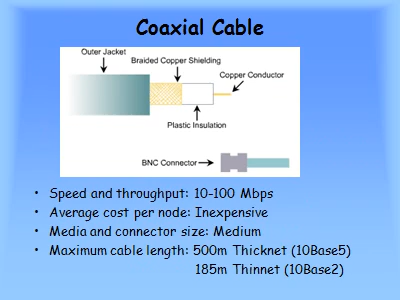 Coaxial Cable
Outer Jacket
Braided Copper Shielding
Copper Conductor
Plastic Insulation
BNC Connector
• Speed and throughput: 10-100 Mbps
• Average cost per node: Inexpensive
• Media and connector size: Medium
• Maximum cable length: 500m Thicknet (10Base5)
185m Thinnet (10Base2)